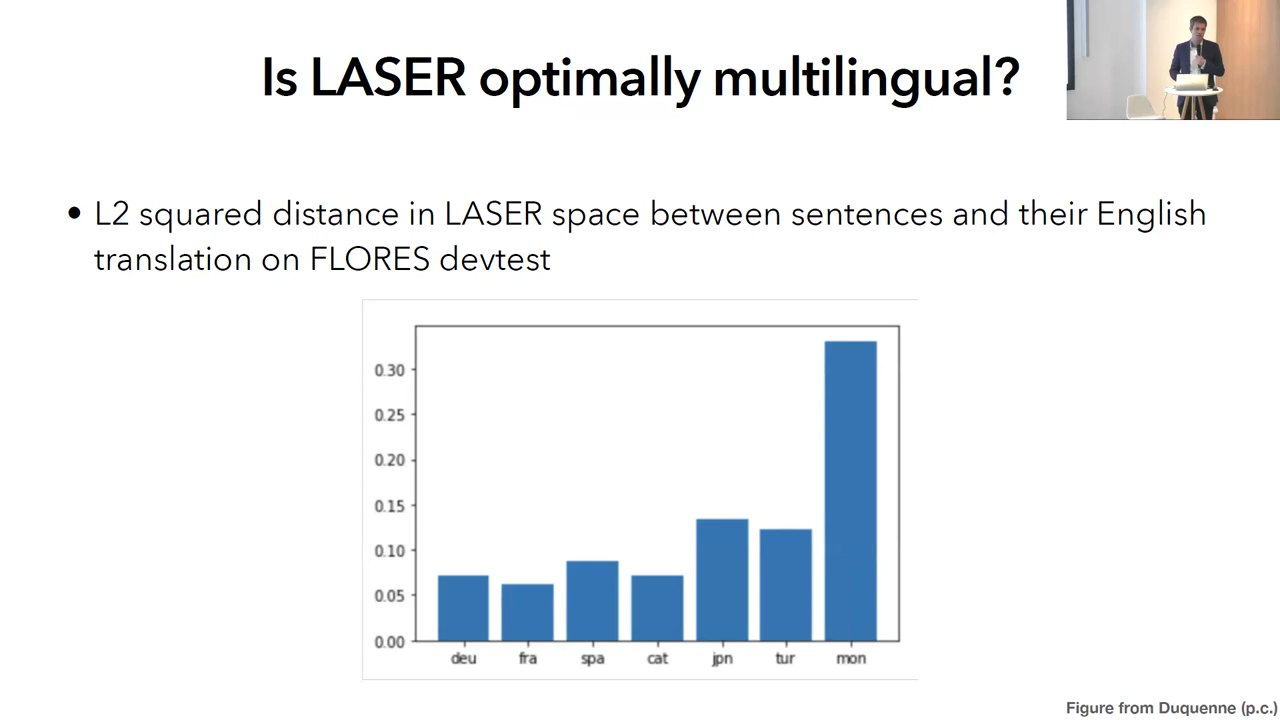 Is LASER optimally multilingual?
• L2 squared distance in LASER space between sentences and their English
translation on FLORES devtest
0.30
0.25
0.20
0.15
0.10
0.05
0.00
deu fra spa cat jpn tur mon
Figure from Duquenne (p.c.)